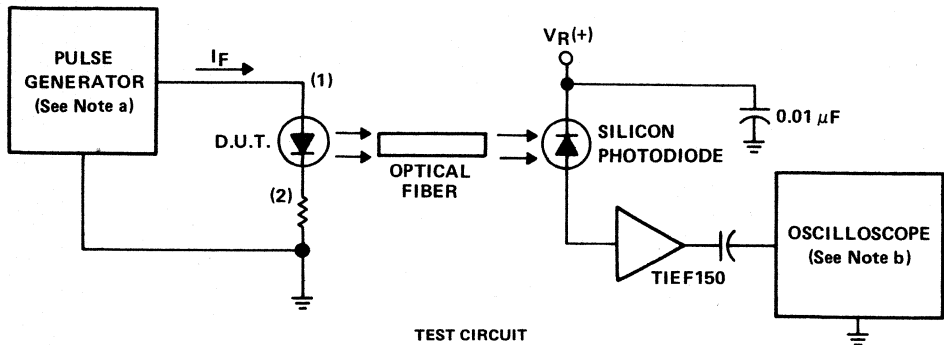 PULSE
GENERATOR
(See Note a)
IF
(1)
D.U.T.
(2)
OPTICAL
FIBER
VR(+)
SILICON
PHOTODIODE
0.01 μF
TIEF150
OSCILLOSCOPE
(See Note b)
TEST CIRCUIT